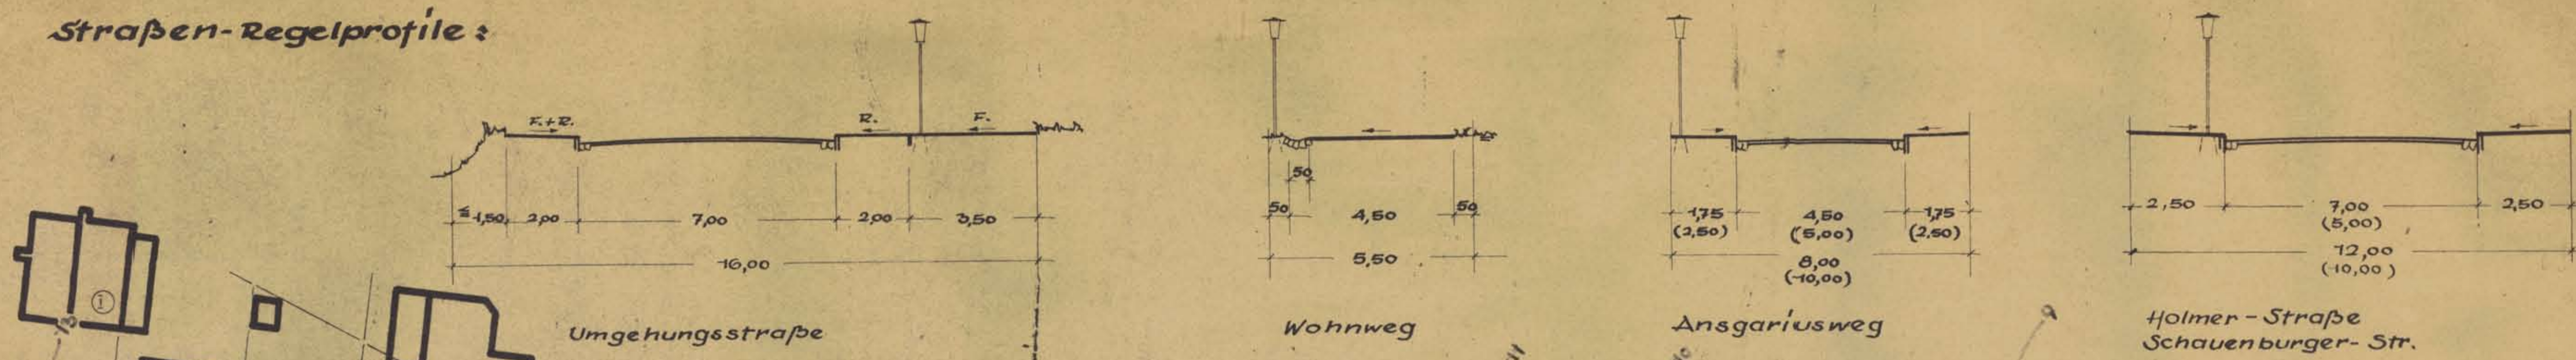 Straßen-Regelprofile:
F.+R. R. F.
≤ 1,50 2,00 7,00 2,00 3,50
16,00
Umgehungsstraße
50
50 4,50 50
5,50
Wohnweg
1,75 4,50 1,75
(2,50) (5,00) (2,50)
8,00
(10,00)
Ansgariusweg
2,50 7,00 2,50
(5,00)
12,00
(10,00)
Holmer-Straße
Schauenburger-Str.
i